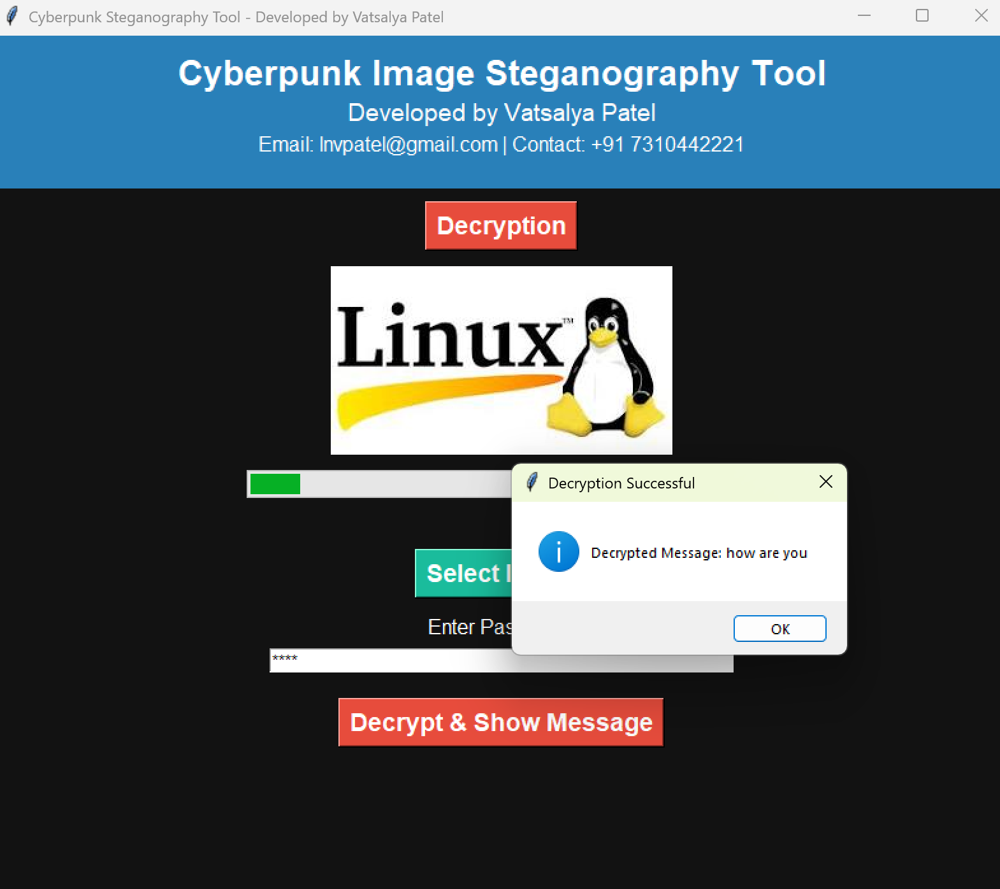 Cyberpunk Steganography Tool - Developed by Vatsalya Patel
Cyberpunk Image Steganography Tool
Developed by Vatsalya Patel
Email: lnvpatel@gmail.com | Contact: +91 7310442221
Decryption
Linux™
Decryption Successful
Decrypted Message: how are you
OK
Select
Enter
****
Decrypt & Show Message